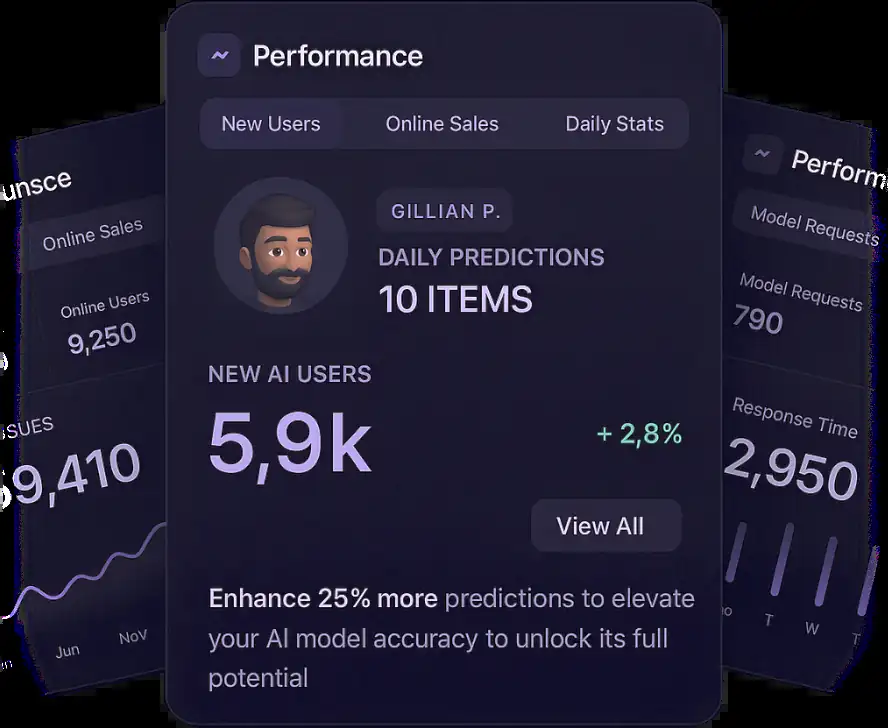 Performance
New Users
Online Sales
Daily Stats
GILLIAN P.
DAILY PREDICTIONS
10 ITEMS
NEW AI USERS
5,9k
+ 2,8%
View All
Enhance 25% more predictions to elevate
your AI model accuracy to unlock its full
potential
unsce
Online Sales
Online Users
9,250
SSUES
9,410
Jun
NoV
Perform
Model Requests
Model Requests
790
Response Time
2,950
T
W
T